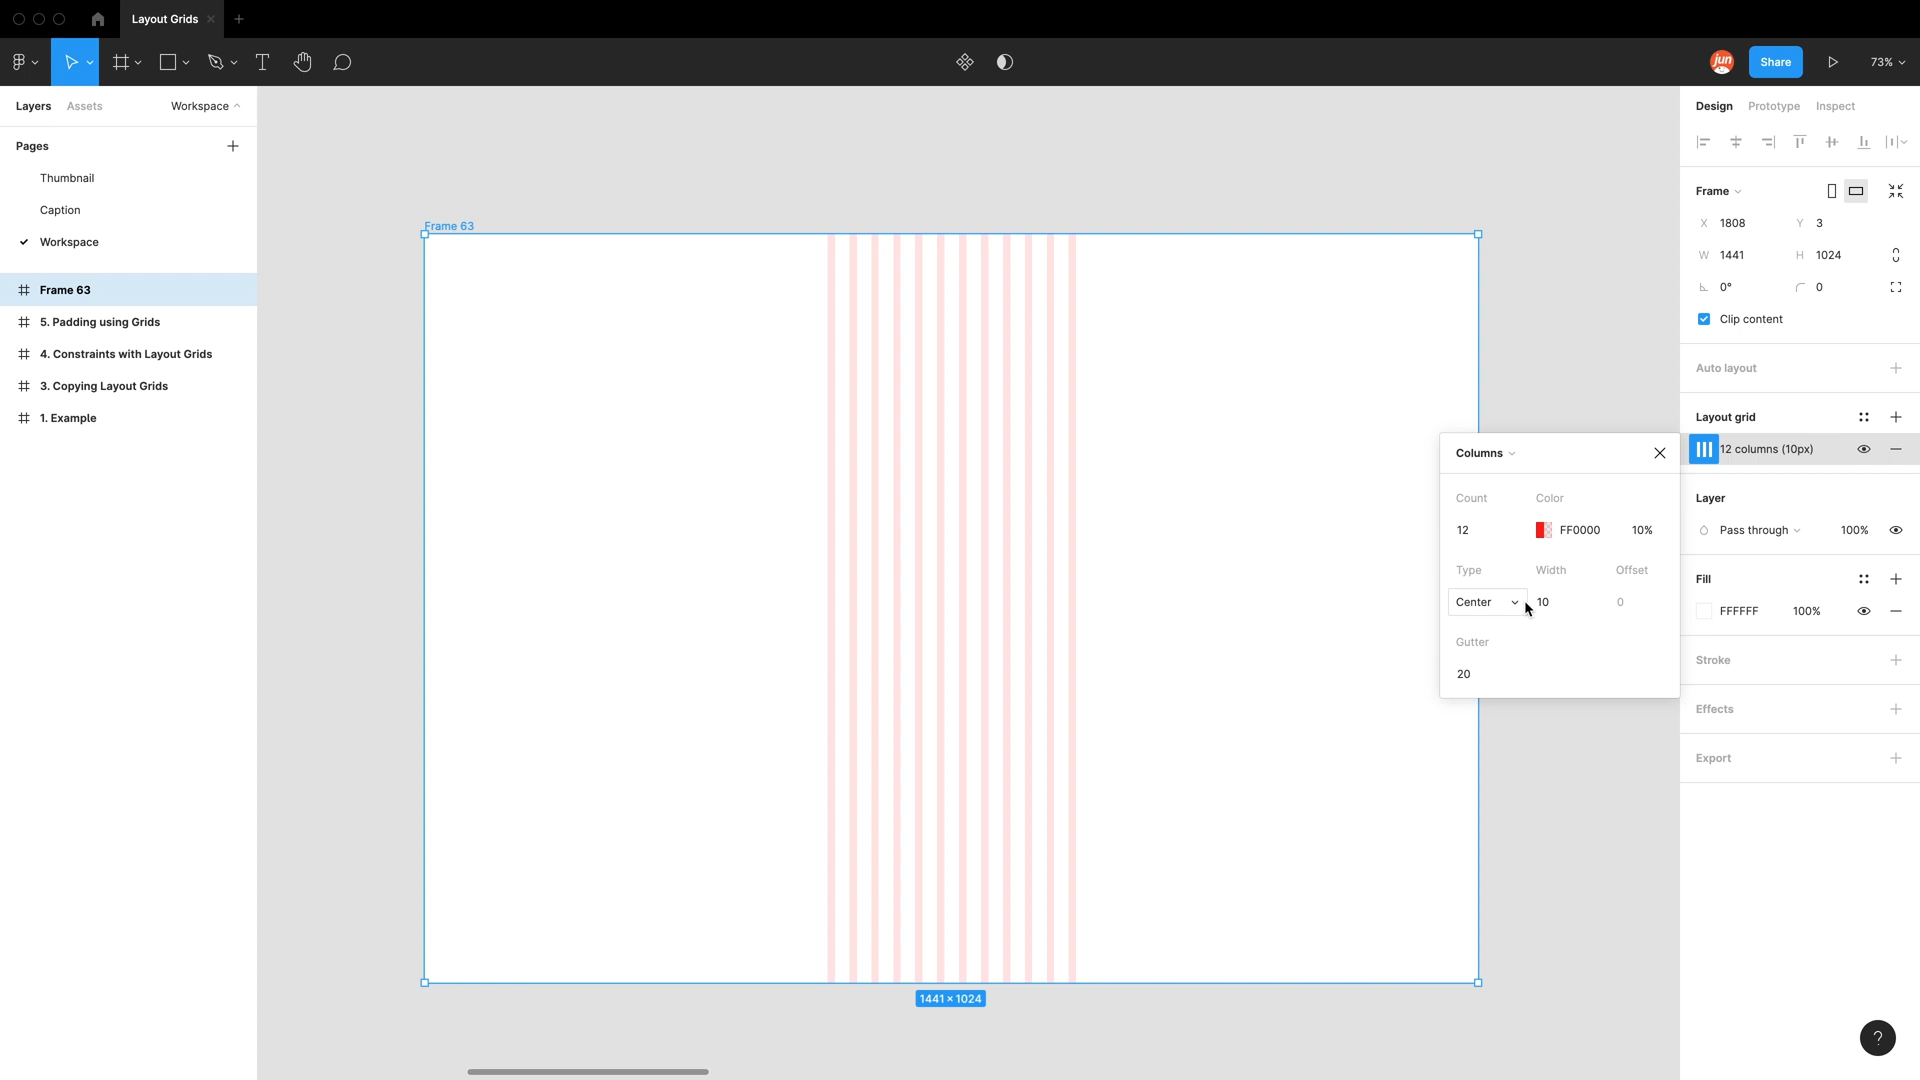 Layout Grids
jun
Share
73%
Layers
Assets
Workspace
Pages
Thumbnail
Caption
Workspace
Frame 63
5. Padding using Grids
4. Constraints with Layout Grids
3. Copying Layout Grids
1. Example
Frame 63
1441 × 1024
Columns
Count
Color
12
FF0000
10%
Type
Width
Offset
Center
10
0
Gutter
20
Design
Prototype
Inspect
Frame
X 1808
Y 3
W 1441
H 1024
0°
0
Clip content
Auto layout
Layout grid
12 columns (10px)
Layer
Pass through
100%
Fill
FFFFFF
100%
Stroke
Effects
Export
?